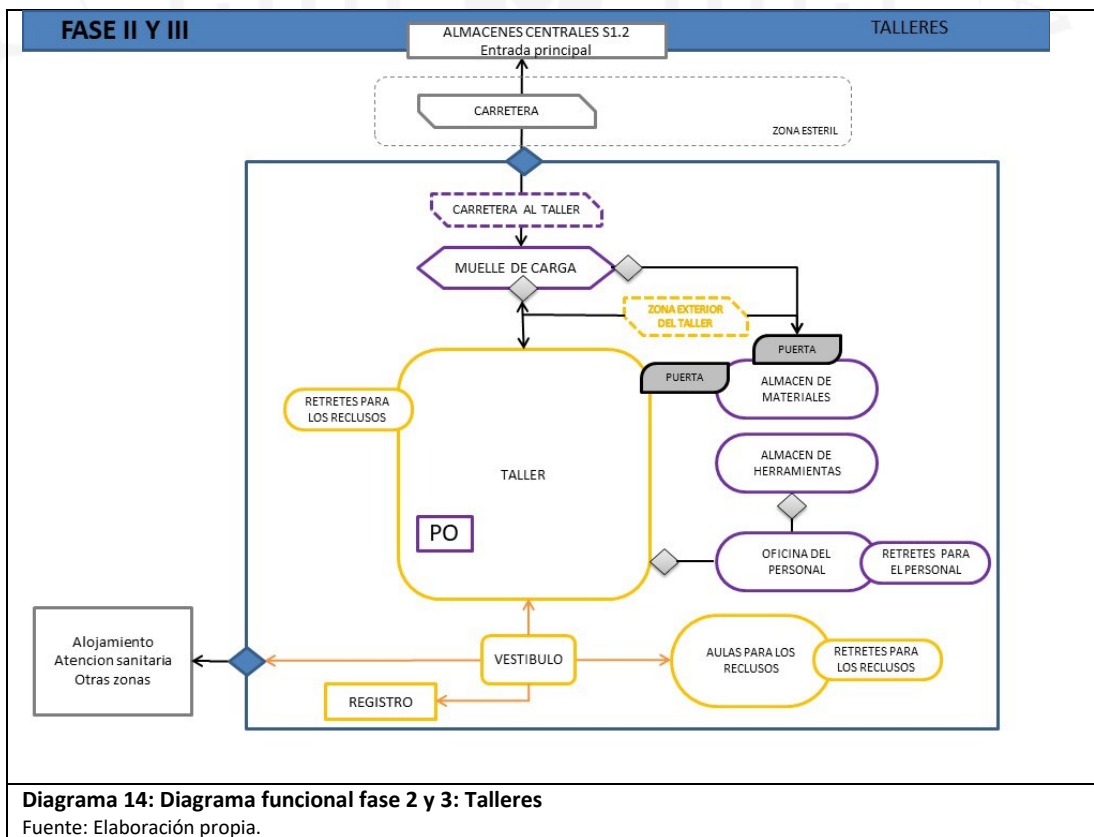 FASE II Y III
ALMACENES CENTRALES S1.2
Entrada principal
TALLERES
CARRETERA
ZONA ESTERIL
CARRETERA AL TALLER
MUELLE DE CARGA
ZONA EXTERIOR
DEL TALLER
PUERTA
PUERTA
ALMACEN DE
MATERIALES
RETRETES PARA
LOS RECLUSOS
ALMACEN DE
HERRAMIENTAS
TALLER
PO
OFICINA DEL
PERSONAL
RETRETES PARA
EL PERSONAL
Alojamiento
Atencion sanitaria
Otras zonas
VESTIBULO
AULAS PARA LOS
RECLUSOS
RETRETES PARA
LOS RECLUSOS
REGISTRO
Diagrama 14: Diagrama funcional fase 2 y 3: Talleres
Fuente: Elaboración propia.